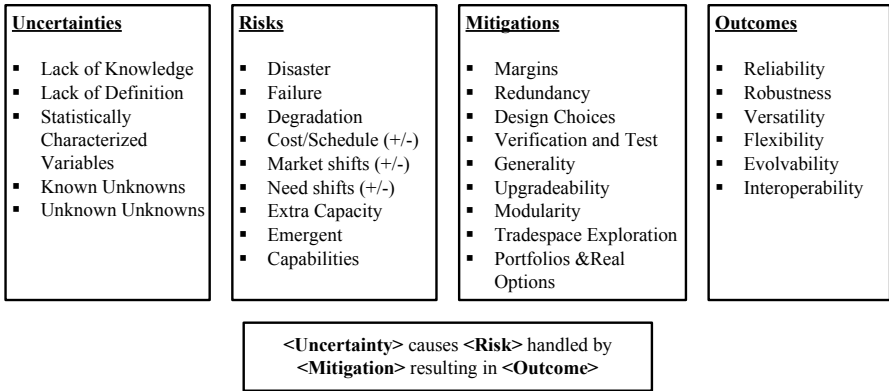 Uncertainties
▪ Lack of Knowledge
▪ Lack of Definition
▪ Statistically
Characterized
Variables
▪ Known Unknowns
▪ Unknown Unknowns
Risks
▪ Disaster
▪ Failure
▪ Degradation
▪ Cost/Schedule (+/-)
▪ Market shifts (+/-)
▪ Need shifts (+/-)
▪ Extra Capacity
▪ Emergent
▪ Capabilities
Mitigations
▪ Margins
▪ Redundancy
▪ Design Choices
▪ Verification and Test
▪ Generality
▪ Upgradeability
▪ Modularity
▪ Tradespace Exploration
▪ Portfolios &Real
Options
Outcomes
▪ Reliability
▪ Robustness
▪ Versatility
▪ Flexibility
▪ Evolvability
▪ Interoperability
<Uncertainty> causes <Risk> handled by
<Mitigation> resulting in <Outcome>